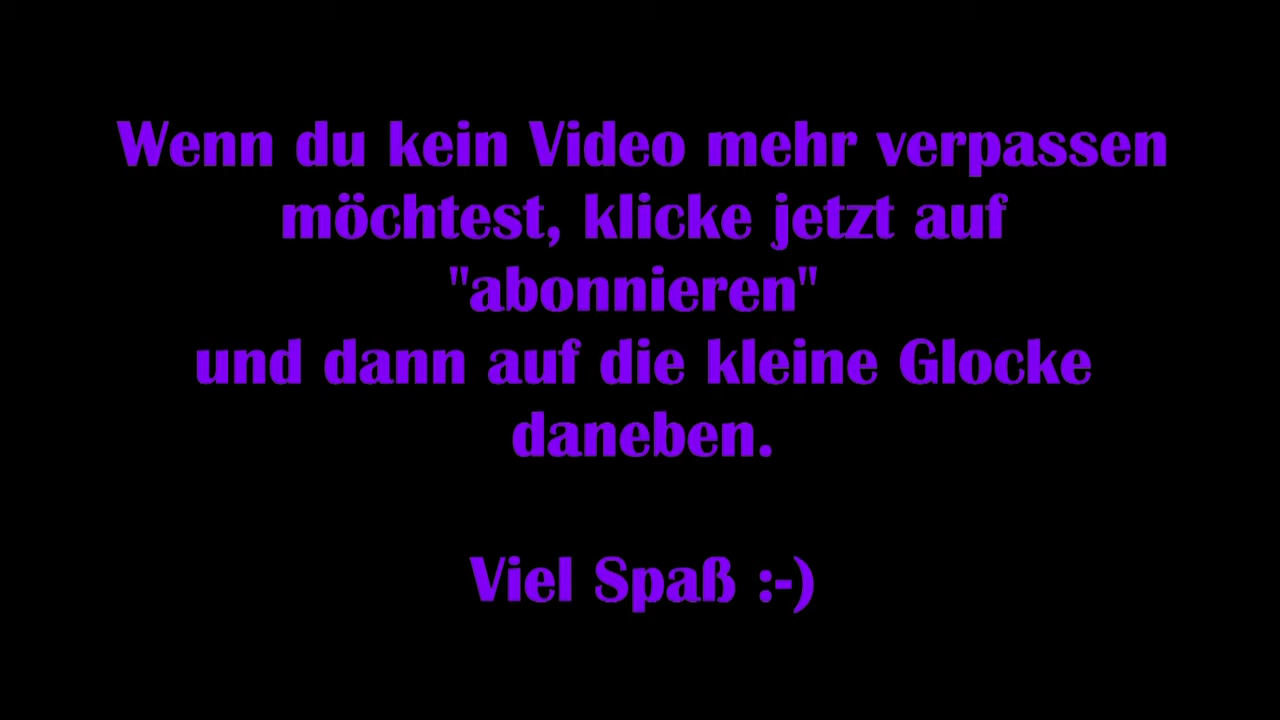 Wenn du kein Video mehr verpassen
möchtest, klicke jetzt auf
"abonnieren"
und dann auf die kleine Glocke
daneben.
Viel Spaß :-)